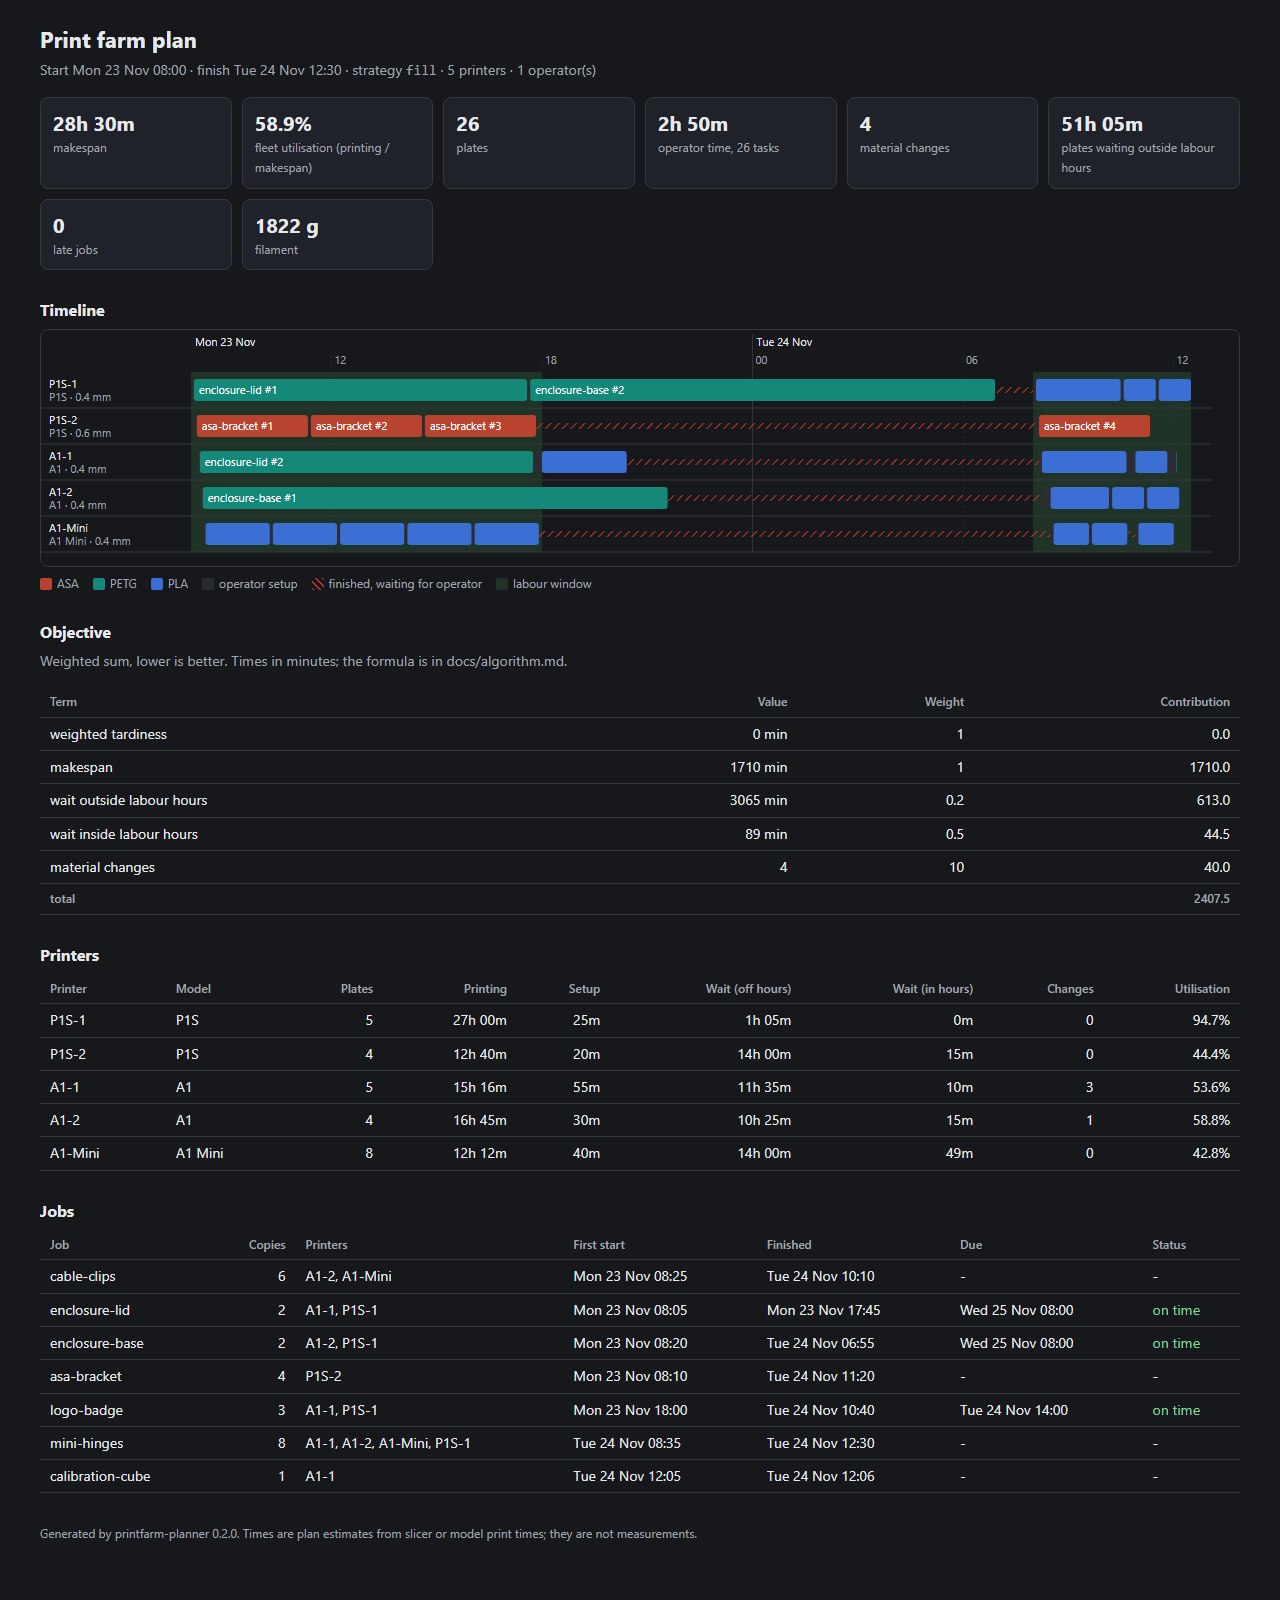 Print farm plan
Start Mon 23 Nov 08:00 · finish Tue 24 Nov 12:30 · strategy fill · 5 printers · 1 operator(s)
28h 30m
makespan
58.9%
fleet utilisation (printing /
makespan)
26
plates
2h 50m
operator time, 26 tasks
4
material changes
51h 05m
plates waiting outside labour
hours
0
late jobs
1822 g
filament
Timeline
Mon 23 Nov Tue 24 Nov
12 18 00 06 12
P1S-1
P1S · 0.4 mm
enclosure-lid #1 enclosure-base #2
P1S-2
P1S · 0.6 mm
asa-bracket #1 asa-bracket #2 asa-bracket #3 asa-bracket #4
A1-1
A1 · 0.4 mm
enclosure-lid #2
A1-2
A1 · 0.4 mm
enclosure-base #1
A1-Mini
A1 Mini · 0.4 mm
ASA PETG PLA operator setup finished, waiting for operator labour window
Objective
Weighted sum, lower is better. Times in minutes; the formula is in docs/algorithm.md.
Term Value Weight Contribution
weighted tardiness 0 min 1 0.0
makespan 1710 min 1 1710.0
wait outside labour hours 3065 min 0.2 613.0
wait inside labour hours 89 min 0.5 44.5
material changes 4 10 40.0
total 2407.5
Printers
Printer Model Plates Printing Setup Wait (off hours) Wait (in hours) Changes Utilisation
P1S-1 P1S 5 27h 00m 25m 1h 05m 0m 0 94.7%
P1S-2 P1S 4 12h 40m 20m 14h 00m 15m 0 44.4%
A1-1 A1 5 15h 16m 55m 11h 35m 10m 3 53.6%
A1-2 A1 4 16h 45m 30m 10h 25m 15m 1 58.8%
A1-Mini A1 Mini 8 12h 12m 40m 14h 00m 49m 0 42.8%
Jobs
Job Copies Printers First start Finished Due Status
cable-clips 6 A1-2, A1-Mini Mon 23 Nov 08:25 Tue 24 Nov 10:10 - -
enclosure-lid 2 A1-1, P1S-1 Mon 23 Nov 08:05 Mon 23 Nov 17:45 Wed 25 Nov 08:00 on time
enclosure-base 2 A1-2, P1S-1 Mon 23 Nov 08:20 Tue 24 Nov 06:55 Wed 25 Nov 08:00 on time
asa-bracket 4 P1S-2 Mon 23 Nov 08:10 Tue 24 Nov 11:20 - -
logo-badge 3 A1-1, P1S-1 Mon 23 Nov 18:00 Tue 24 Nov 10:40 Tue 24 Nov 14:00 on time
mini-hinges 8 A1-1, A1-2, A1-Mini, P1S-1 Tue 24 Nov 08:35 Tue 24 Nov 12:30 - -
calibration-cube 1 A1-1 Tue 24 Nov 12:05 Tue 24 Nov 12:06 - -
Generated by printfarm-planner 0.2.0. Times are plan estimates from slicer or model print times; they are not measurements.